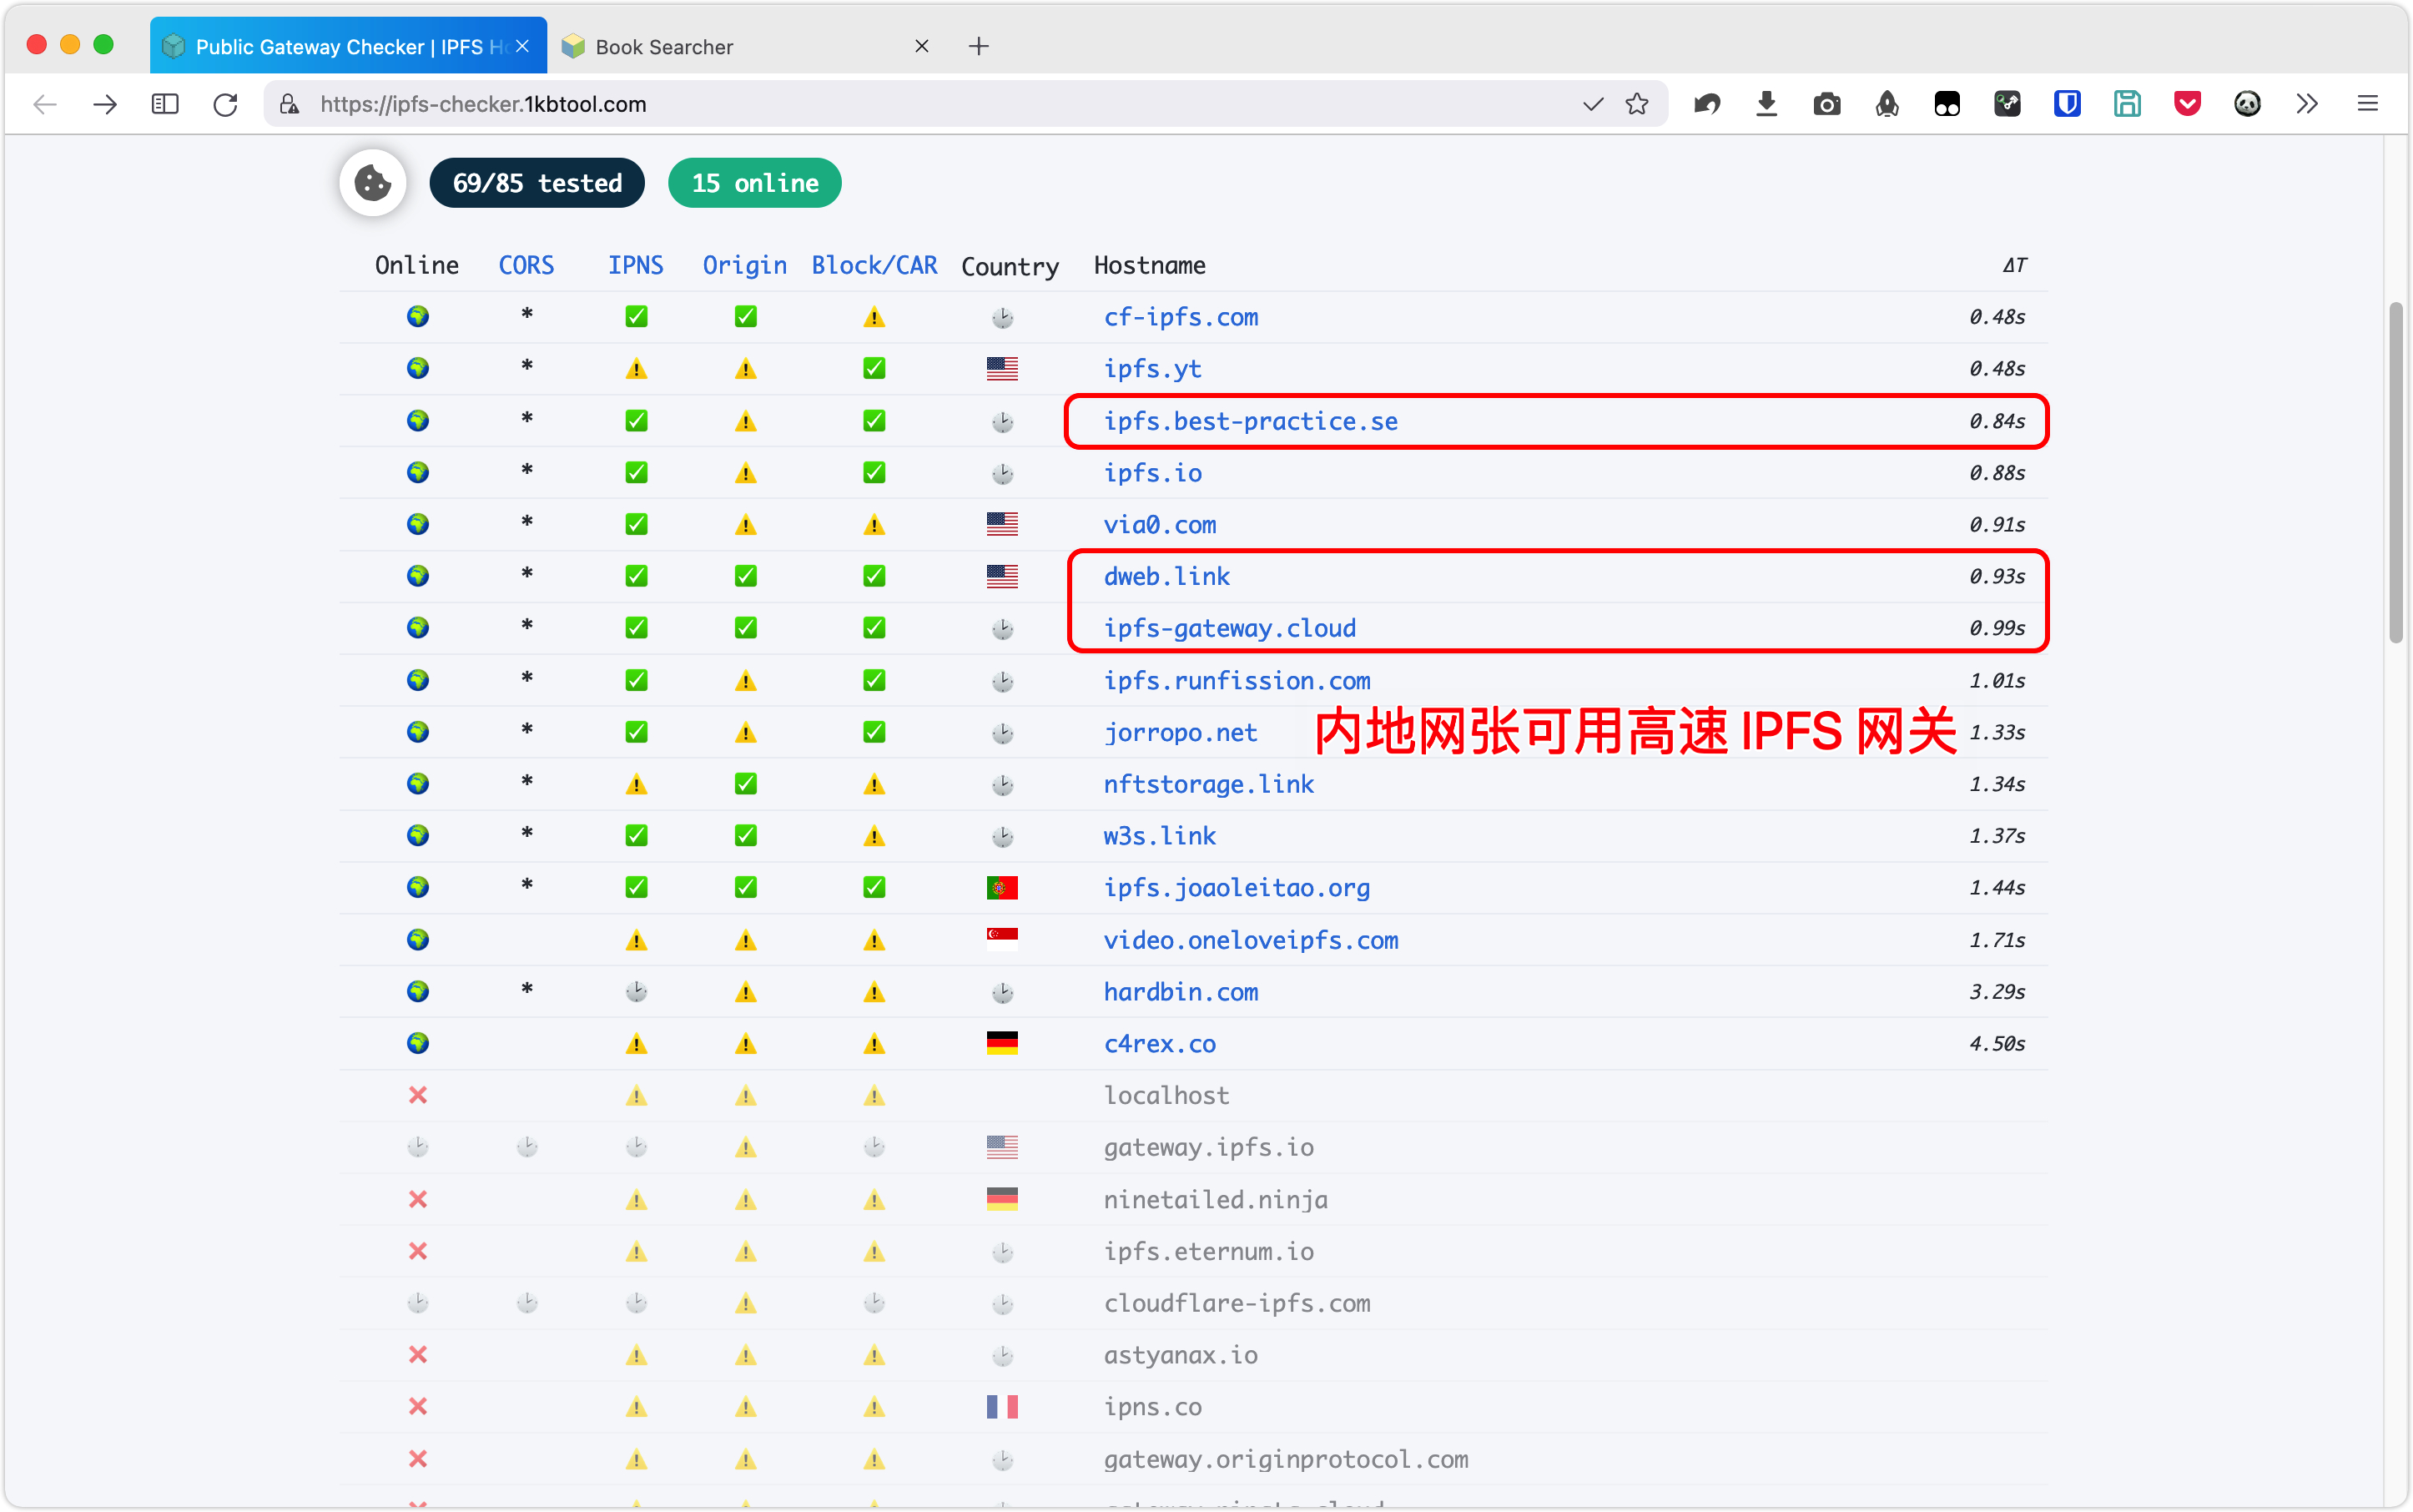 Public Gateway Checker | IPFS
Book Searcher
https://ipfs-checker.1kbtool.com
69/85 tested
15 online
Online CORS IPNS Origin Block/CAR Country Hostname ΔT
* cf-ipfs.com 0.48s
* ipfs.yt 0.48s
* ipfs.best-practice.se 0.84s
* ipfs.io 0.88s
* via0.com 0.91s
* dweb.link 0.93s
* ipfs-gateway.cloud 0.99s
* ipfs.runfission.com 1.01s
* jorropo.net 1.33s
内地网张可用高速 IPFS 网关
* nftstorage.link 1.34s
* w3s.link 1.37s
* ipfs.joaoleitao.org 1.44s
video.oneloveipfs.com 1.71s
* hardbin.com 3.29s
c4rex.co 4.50s
localhost
gateway.ipfs.io
ninetailed.ninja
ipfs.eternum.io
cloudflare-ipfs.com
astyanax.io
ipns.co
gateway.originprotocol.com